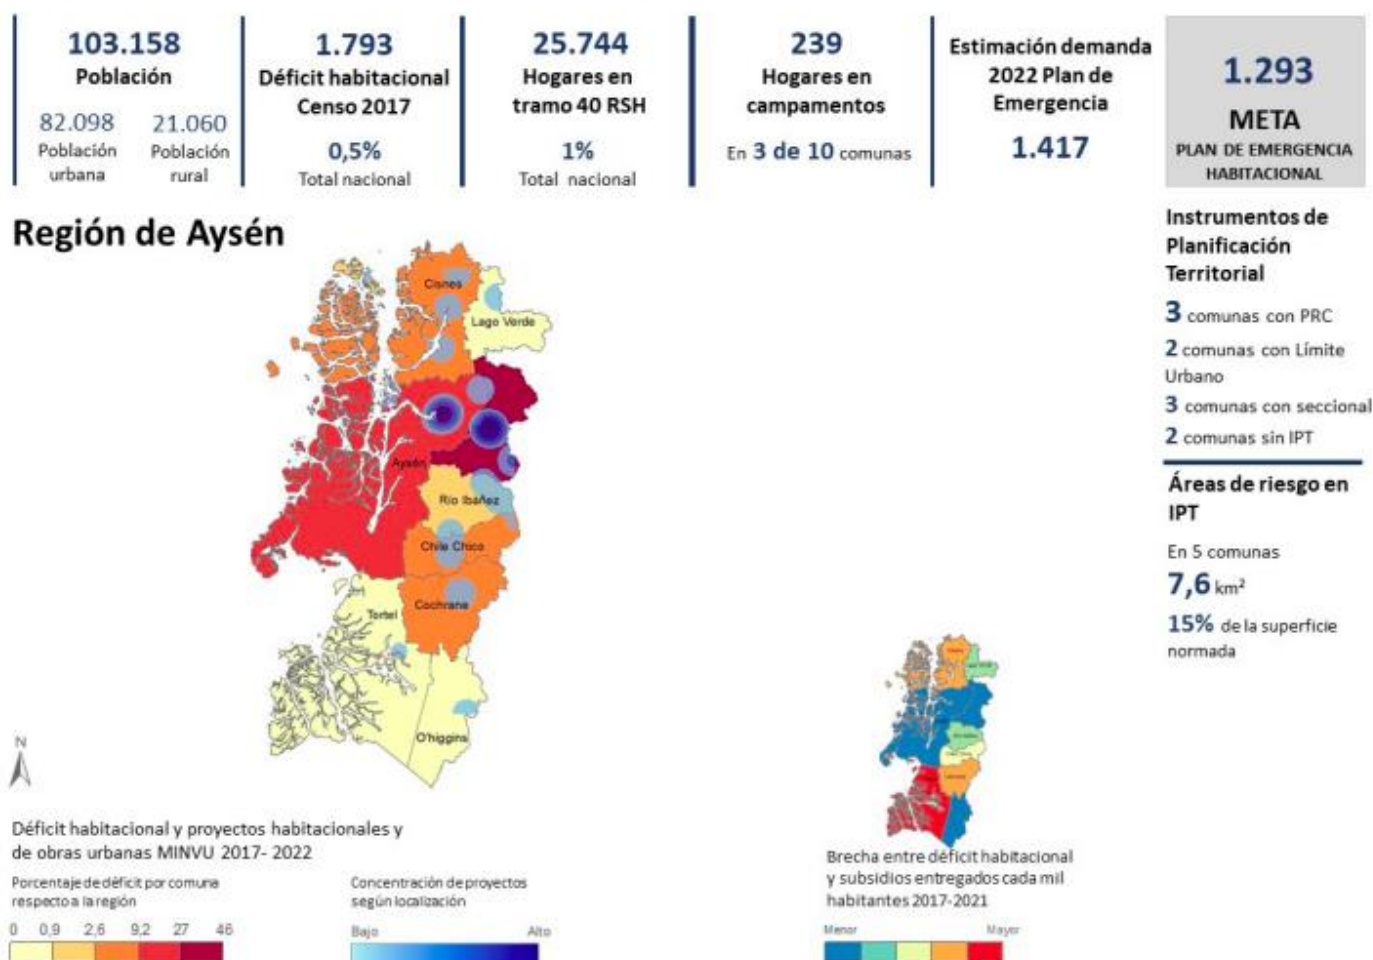 103.158
Población
82.098
Población
urbana
21.060
Población
rural
1.793
Déficit habitacional
Censo 2017
0,5%
Total nacional
25.744
Hogares en
tramo 40 RSH
1%
Total nacional
239
Hogares en
campamentos
En 3 de 10 comunas
Estimación demanda
2022 Plan de
Emergencia
1.417
1.293
META
PLAN DE EMERGENCIA
HABITACIONAL
Región de Aysén
Cisnes
Lago Verde
Aysén
Río Ibañez
Chile Chico
Cochrane
Tortel
O'higgins
N
Instrumentos de
Planificación
Territorial
3 comunas con PRC
2 comunas con Límite
Urbano
3 comunas con seccional
2 comunas sin IPT
Áreas de riesgo en
IPT
En 5 comunas
7,6 km²
15% de la superficie
normada
Déficit habitacional y proyectos habitacionales y
de obras urbanas MINVU 2017- 2022
Porcentaje de déficit por comuna
respecto a la región
0 0,9 2,6 9,2 27 46
Concentración de proyectos
según localización
Bajo Alto
Brecha entre déficit habitacional
y subsidios entregados cada mil
habitantes 2017-2021
Menor Mayor